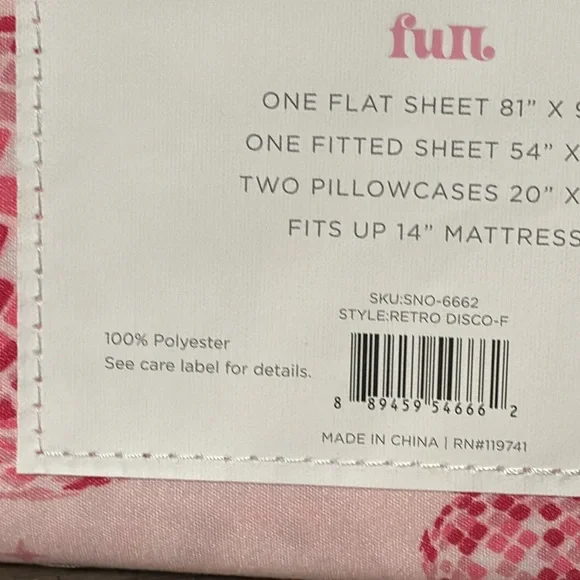 fun.
ONE FLAT SHEET 81" X
ONE FITTED SHEET 54" X
TWO PILLOWCASES 20" X
FITS UP 14" MATTRESS
SKU:SNO-6662
STYLE:RETRO DISCO-F
100% Polyester
See care label for details.
8 89459 54666 2
MADE IN CHINA | RN#119741